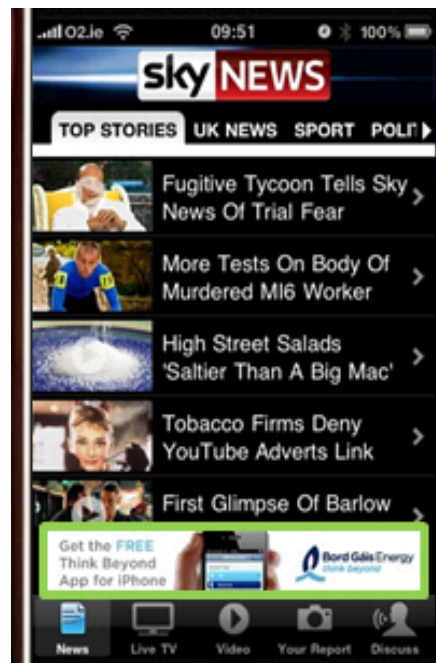 O2.ie 09:51 100%
sky NEWS
TOP STORIES UK NEWS SPORT POLIT
Fugitive Tycoon Tells Sky
News Of Trial Fear
More Tests On Body Of
Murdered MI6 Worker
High Street Salads
'Saltier Than A Big Mac'
Tobacco Firms Deny
YouTube Adverts Link
First Glimpse Of Barlow
Get the FREE
Think Beyond
App for iPhone
Bord Gáis Energy
think beyond
News Live TV Video Your Report Discuss